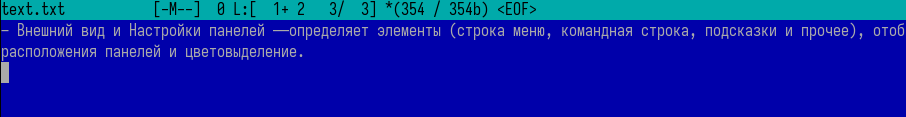 text.txt [-M--] 0 L:[ 1+ 2 3/ 3] *(354 / 354b) <EOF>
– Внешний вид и Настройки панелей ––определяет элементы (строка меню, командная строка, подсказки и прочее), отоб
расположения панелей и цветовыделение.